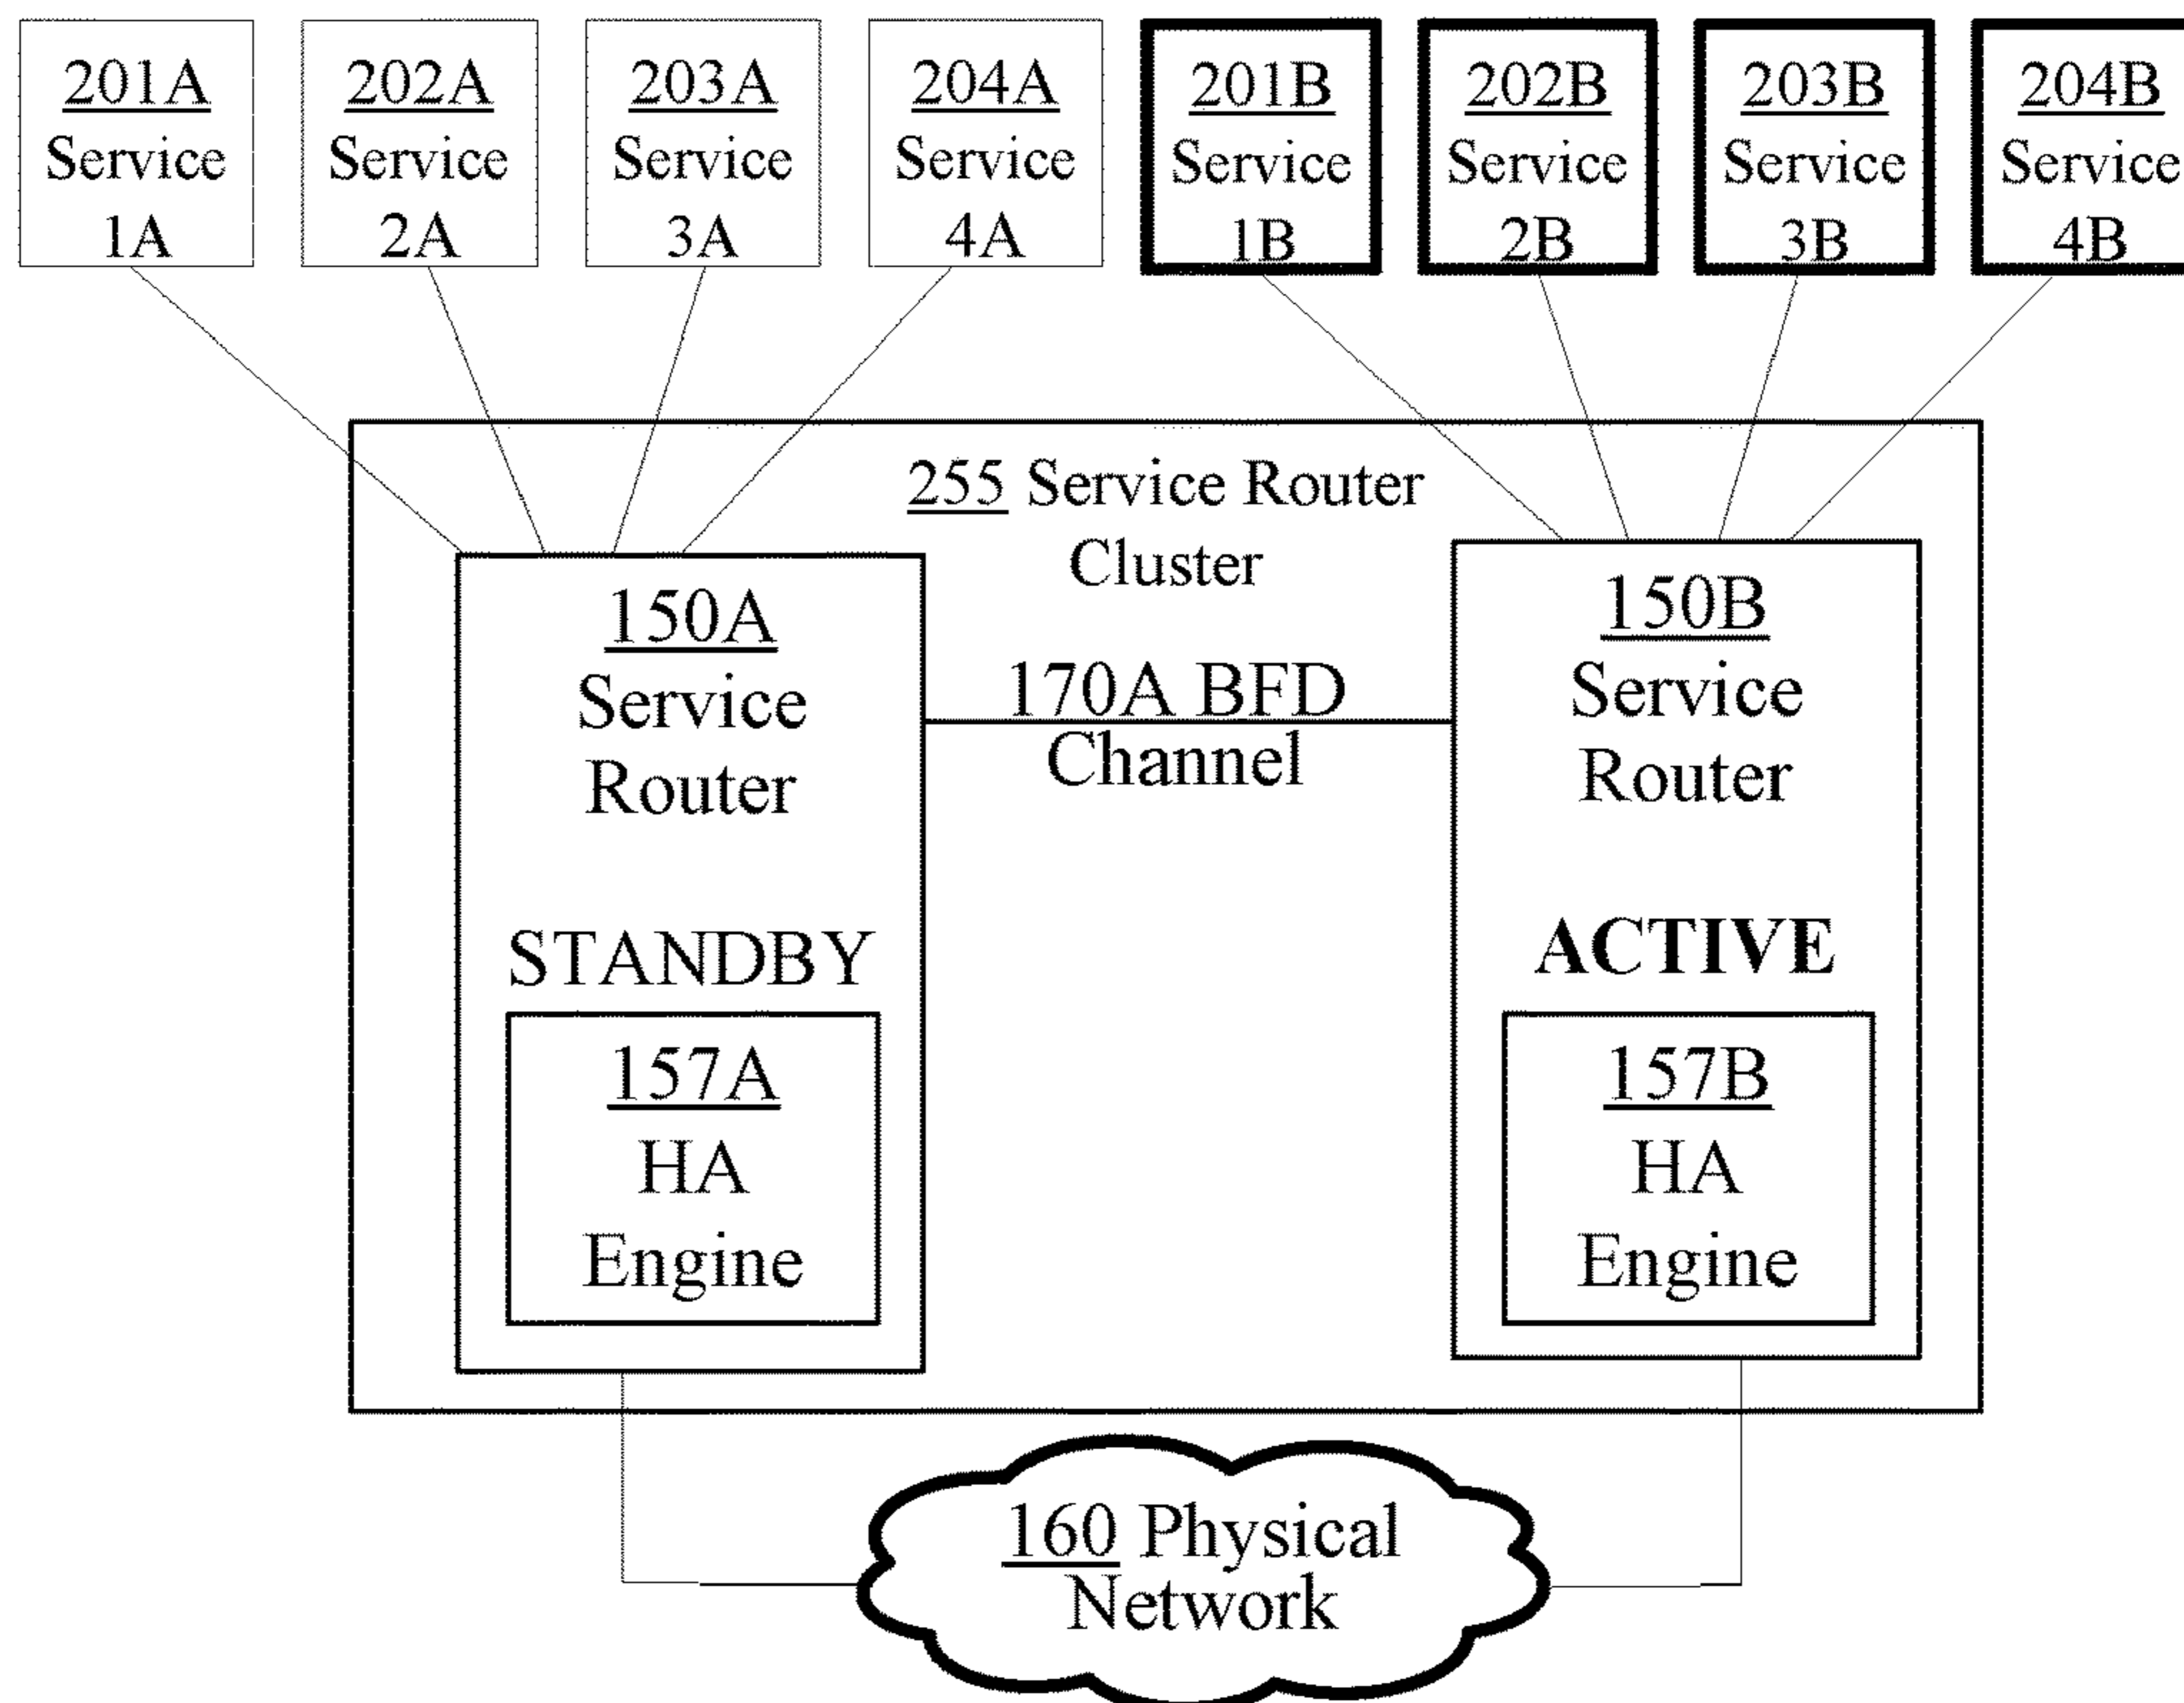 201A
Service
1A
202A
Service
2A
203A
Service
3A
204A
Service
4A
201B
Service
1B
202B
Service
2B
203B
Service
3B
204B
Service
4B
255 Service Router
Cluster
150A
Service
Router
STANDBY
157A
HA
Engine
170A BFD
Channel
150B
Service
Router
ACTIVE
157B
HA
Engine
160 Physical
Network